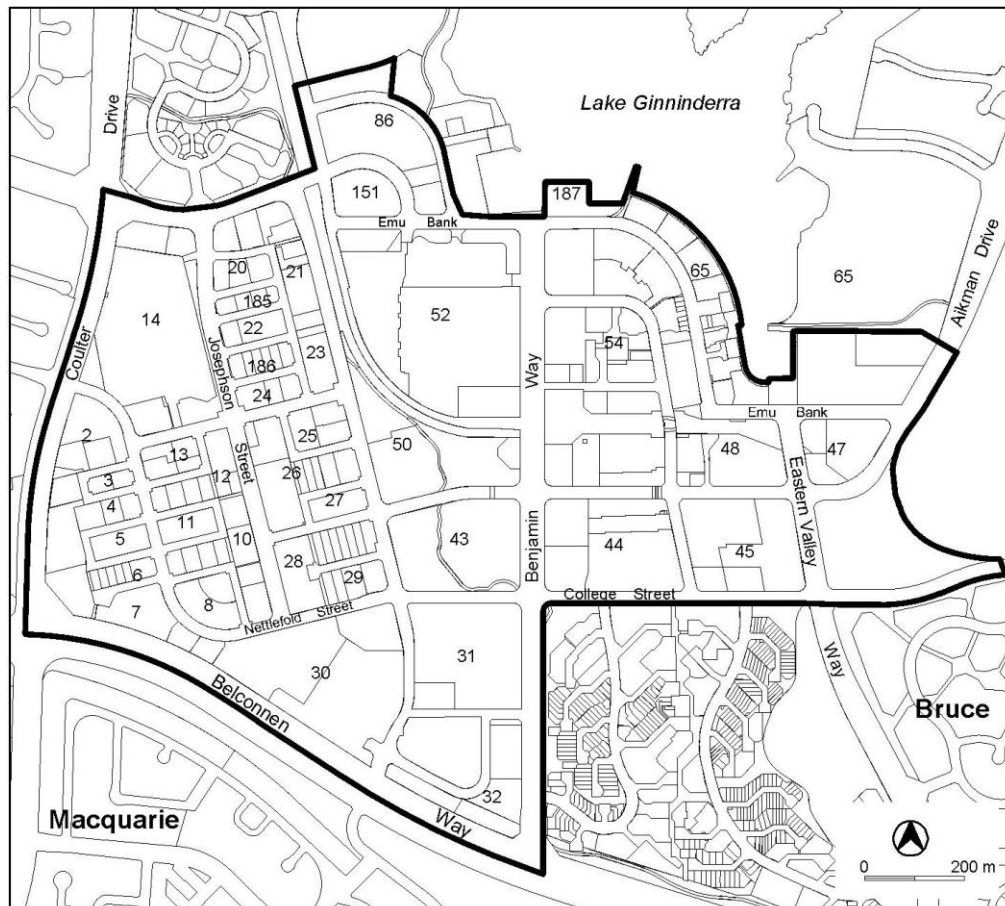 Lake Ginninderra
86
Drive
187
151
Emu Bank
65
65
20
21
Aikman Drive
185
14
22
52
Coulter
Josephson
23
54
186
Way
24
Emu Bank
2
25
13
50
48
47
Street
3
12
26
4
27
Eastern Valley
11
5
43
Benjamin
10
44
45
28
6
29
8
College Street
7
Nettlefold Street
31
30
Way
Belconnen
Bruce
32
Macquarie
Way
0 200 m